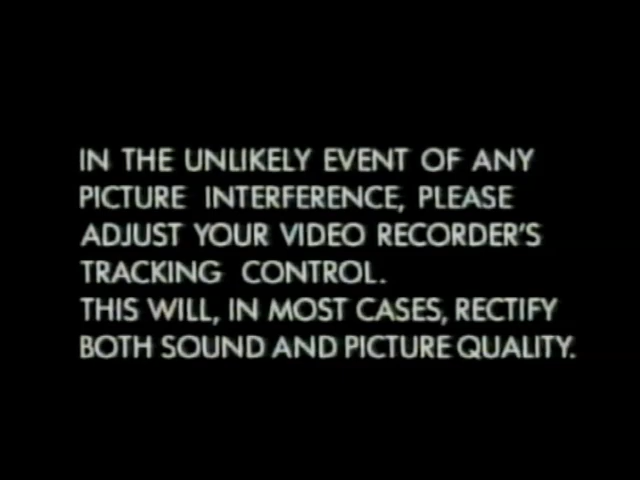 IN THE UNLIKELY EVENT OF ANY
PICTURE INTERFERENCE, PLEASE
ADJUST YOUR VIDEO RECORDER'S
TRACKING CONTROL.
THIS WILL, IN MOST CASES, RECTIFY
BOTH SOUND AND PICTURE QUALITY.